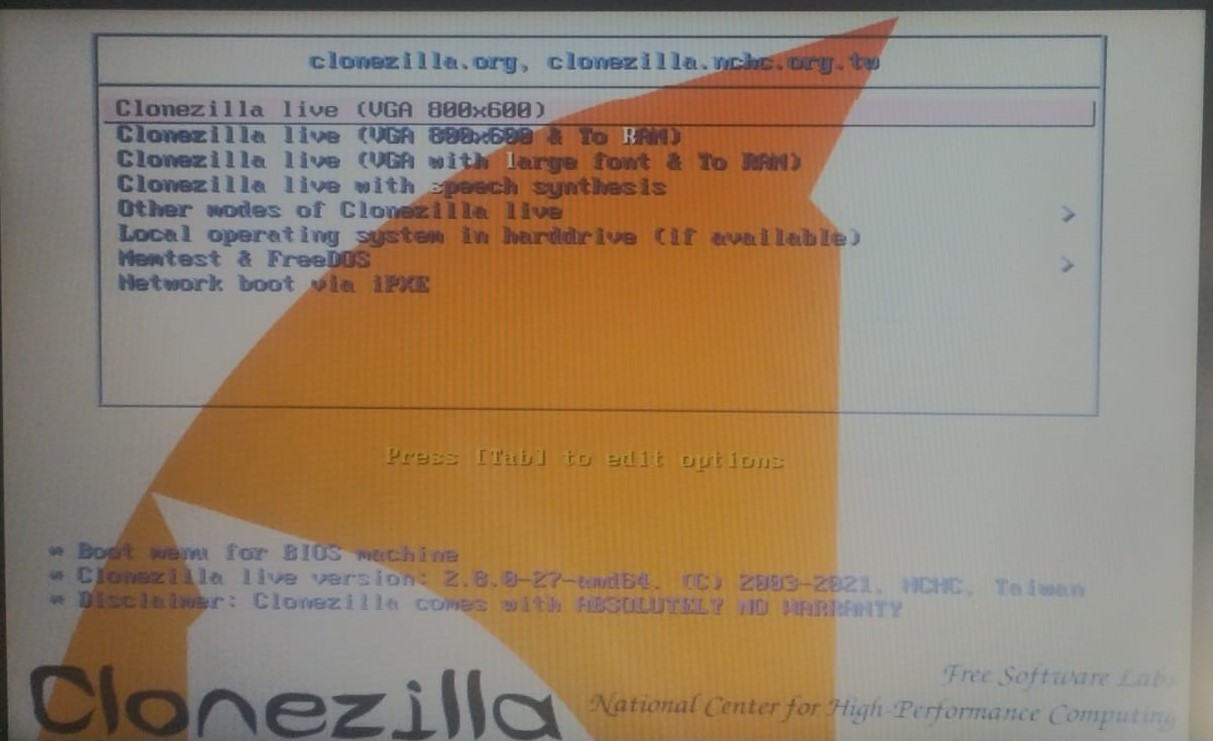 clonezilla.org, clonezilla.nchc.org.tw
Clonezilla live (VGA 800x600)
Clonezilla live (VGA 800x600 & To RAM)
Clonezilla live (VGA with large font & To RAM)
Clonezilla live with speech synthesis
Other modes of Clonezilla live >
Local operating system in harddrive (if available)
Memtest & FreeDOS >
Network boot via iPXE
Press [Tab] to edit options
* Boot menu for BIOS machine
* Clonezilla live version: 2.8.0-27-amd64. (C) 2003-2021, NCHC, Taiwan
* Disclaimer: Clonezilla comes with ABSOLUTELY NO WARRANTY
Free Software Labs
Clonezilla
National Center for High-Performance Computing